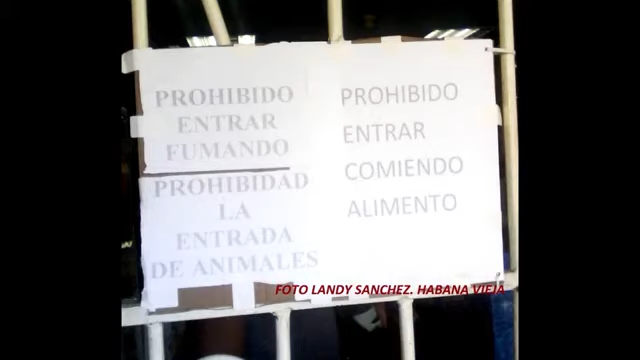 PROHIBIDO
ENTRAR
FUMANDO
PROHIBIDAD
LA
ENTRADA
DE ANIMALES
PROHIBIDO
ENTRAR
COMIENDO
ALIMENTO
FOTO LANDY SANCHEZ. HABANA VIEJA